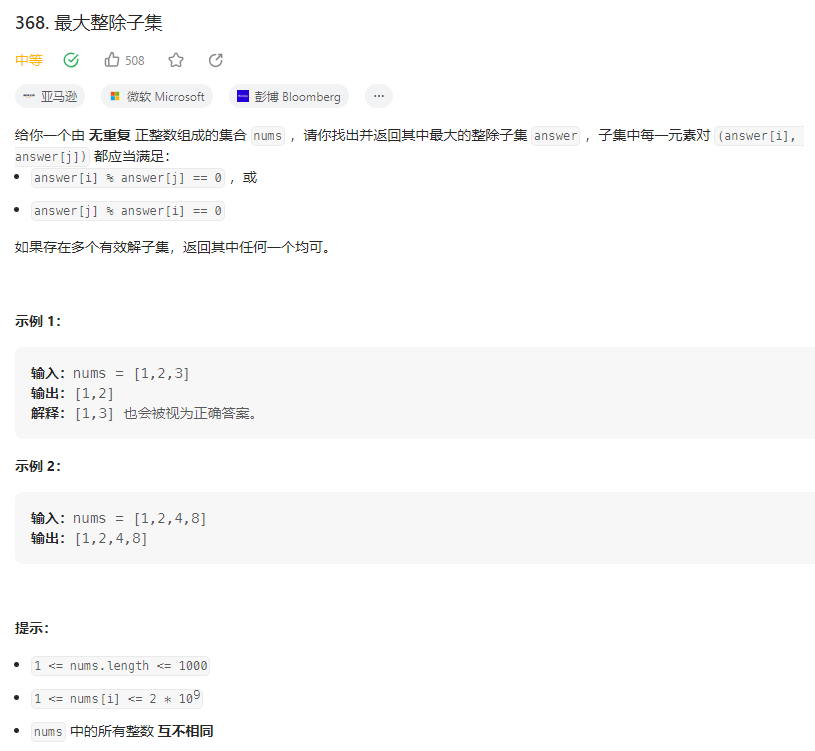 368. 最大整除子集
中等 508
亚马逊 微软 Microsoft 彭博 Bloomberg ...
给你一个由 无重复 正整数组成的集合 nums ，请你找出并返回其中最大的整除子集 answer ，子集中每一元素对 (answer[i],
answer[j]) 都应当满足：
• answer[i] % answer[j] == 0 ，或
• answer[j] % answer[i] == 0
如果存在多个有效解子集，返回其中任何一个均可。
示例 1：
输入：nums = [1,2,3]
输出：[1,2]
解释：[1,3] 也会被视为正确答案。
示例 2：
输入：nums = [1,2,4,8]
输出：[1,2,4,8]
提示：
• 1 <= nums.length <= 1000
• 1 <= nums[i] <= 2 * 10⁹
• nums 中的所有整数 互不相同